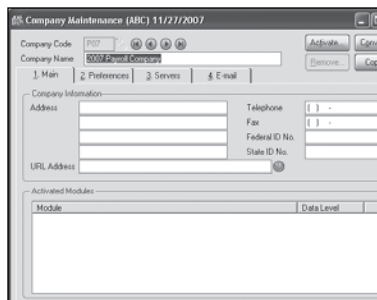 Company Maintenance (ABC) 11/27/2007
Company Code P07
Activate...
Company Name 2007 Payroll Company
Remove...
1. Main 2. Preferences 3. Servers 4. E-mail
Company Information
Address Telephone ( ) -
Fax ( ) -
Federal ID No.
State ID No.
URL Address
Activated Modules
Module Data Level